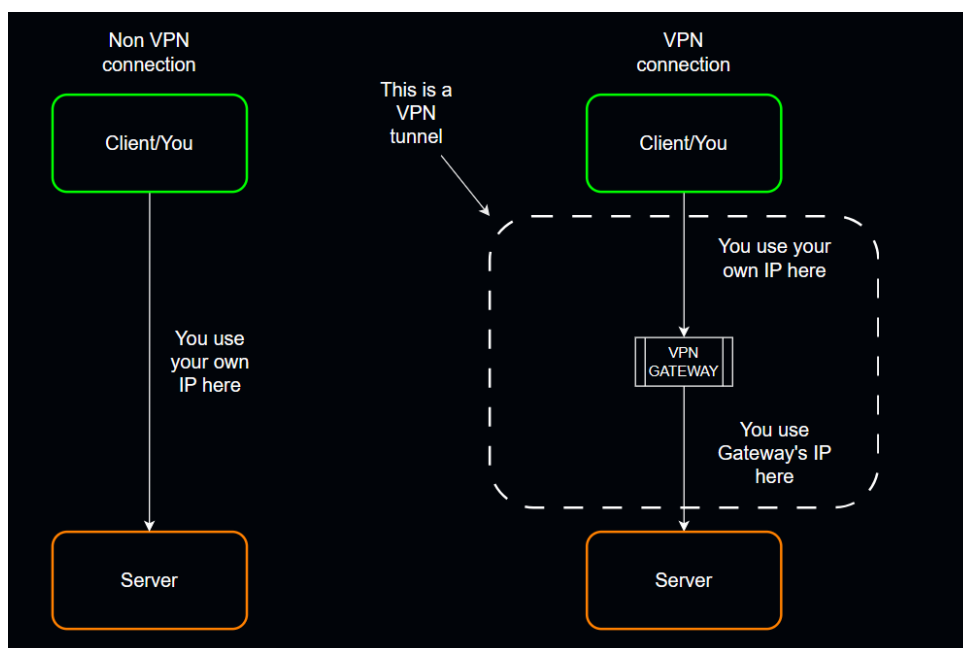 Non VPN
connection
Client/You
You use
your own
IP here
Server
This is a
VPN
tunnel
VPN
connection
Client/You
You use your
own IP here
VPN
GATEWAY
You use
Gateway's IP
here
Server